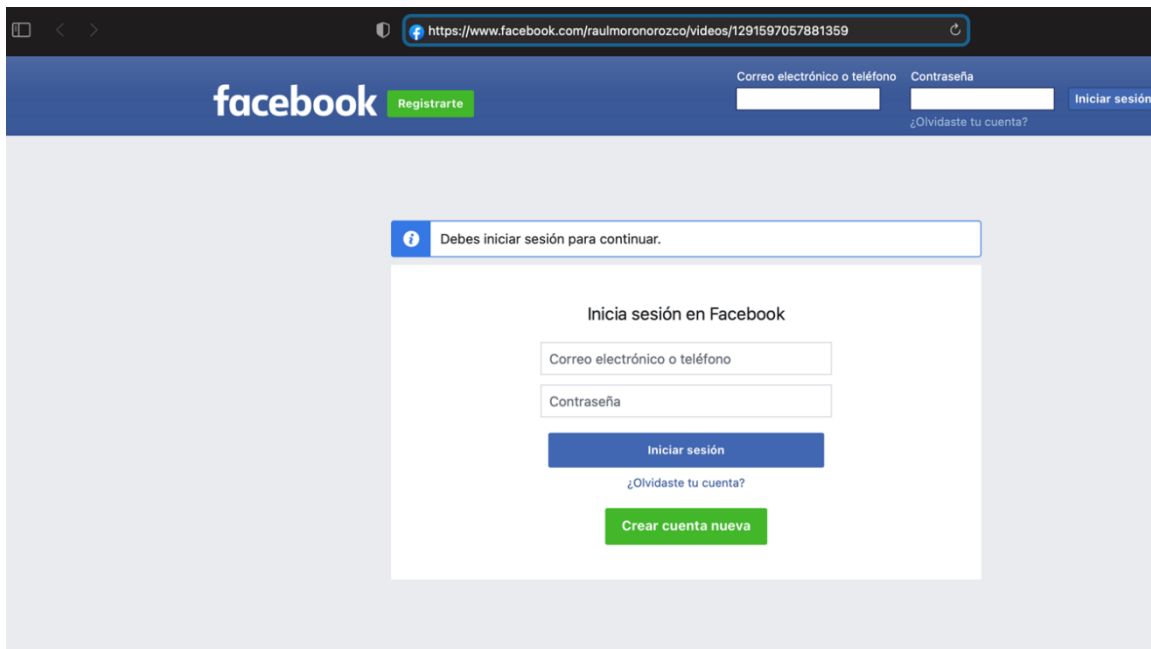 https://www.facebook.com/raulmoronorozco/videos/1291597057881359
Correo electrónico o teléfono Contraseña
facebook Registrarte Iniciar sesión
¿Olvidaste tu cuenta?
Debes iniciar sesión para continuar.
Inicia sesión en Facebook
Correo electrónico o teléfono
Contraseña
Iniciar sesión
¿Olvidaste tu cuenta?
Crear cuenta nueva